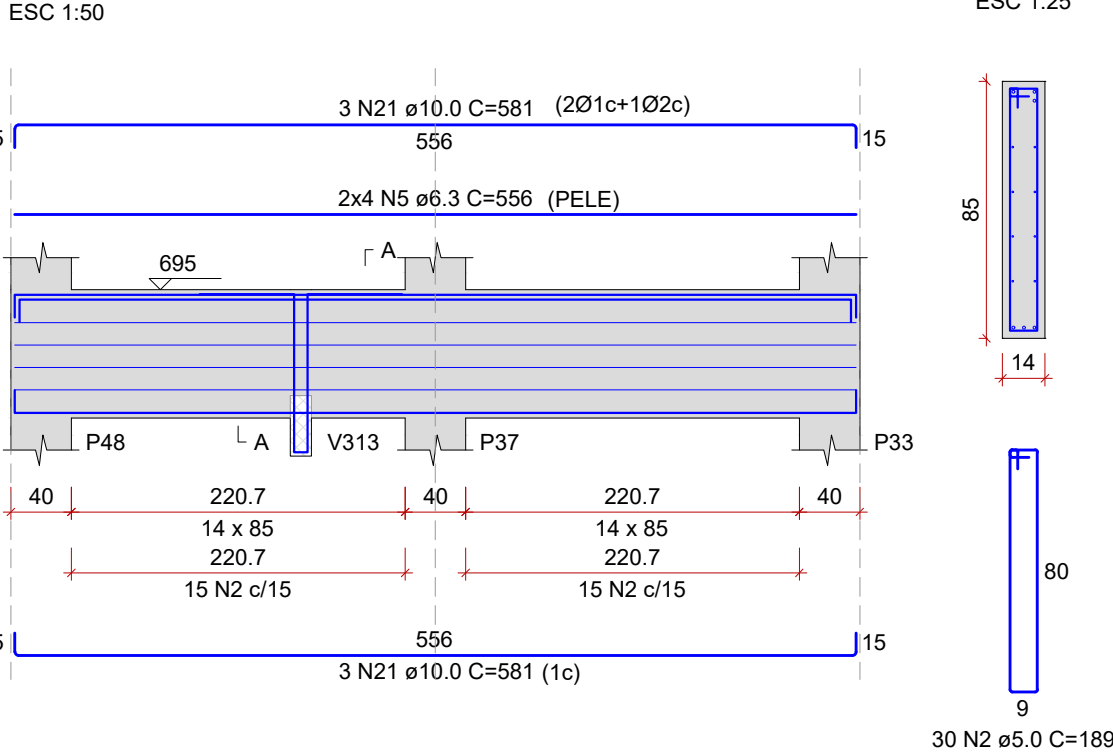 ESC 1:50
ESC 1:25
3 N21 ø10.0 C=581 (2Ø1c+1Ø2c)
5 556 15
2x4 N5 ø6.3 C=556 (PELE)
695
A
85
14
A
P48 V313 P37 P33
40 220.7 40 220.7 40
14 x 85 14 x 85
220.7 220.7
15 N2 c/15 15 N2 c/15
80
5 556 15
3 N21 ø10.0 C=581 (1c)
9
30 N2 ø5.0 C=189